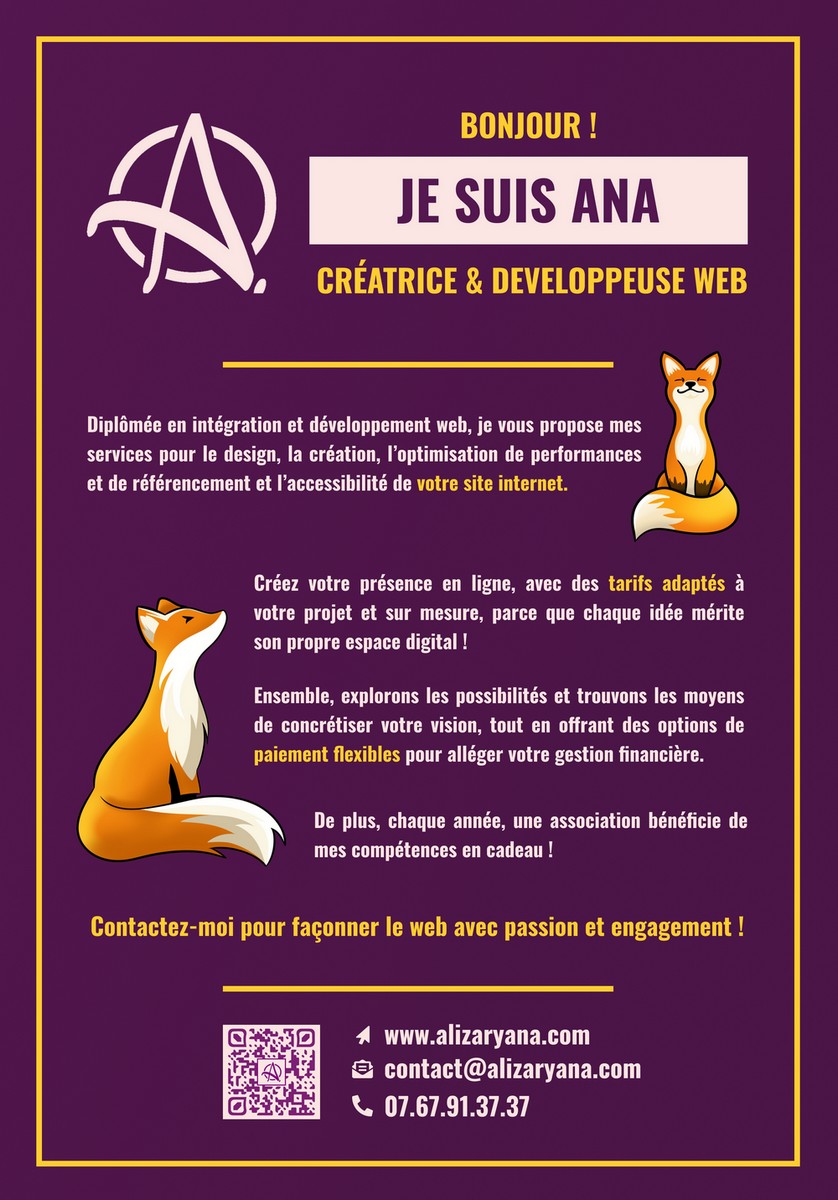 BONJOUR !
JE SUIS ANA
CRÉATRICE & DEVELOPPEUSE WEB
Diplômée en intégration et développement web, je vous propose mes
services pour le design, la création, l'optimisation de performances
et de référencement et l'accessibilité de votre site internet.
Créez votre présence en ligne, avec des tarifs adaptés à
votre projet et sur mesure, parce que chaque idée mérite
son propre espace digital !
Ensemble, explorons les possibilités et trouvons les moyens
de concrétiser votre vision, tout en offrant des options de
paiement flexibles pour alléger votre gestion financière.
De plus, chaque année, une association bénéficie de
mes compétences en cadeau !
Contactez-moi pour façonner le web avec passion et engagement !
www.alizaryana.com
contact@alizaryana.com
07.67.91.37.37